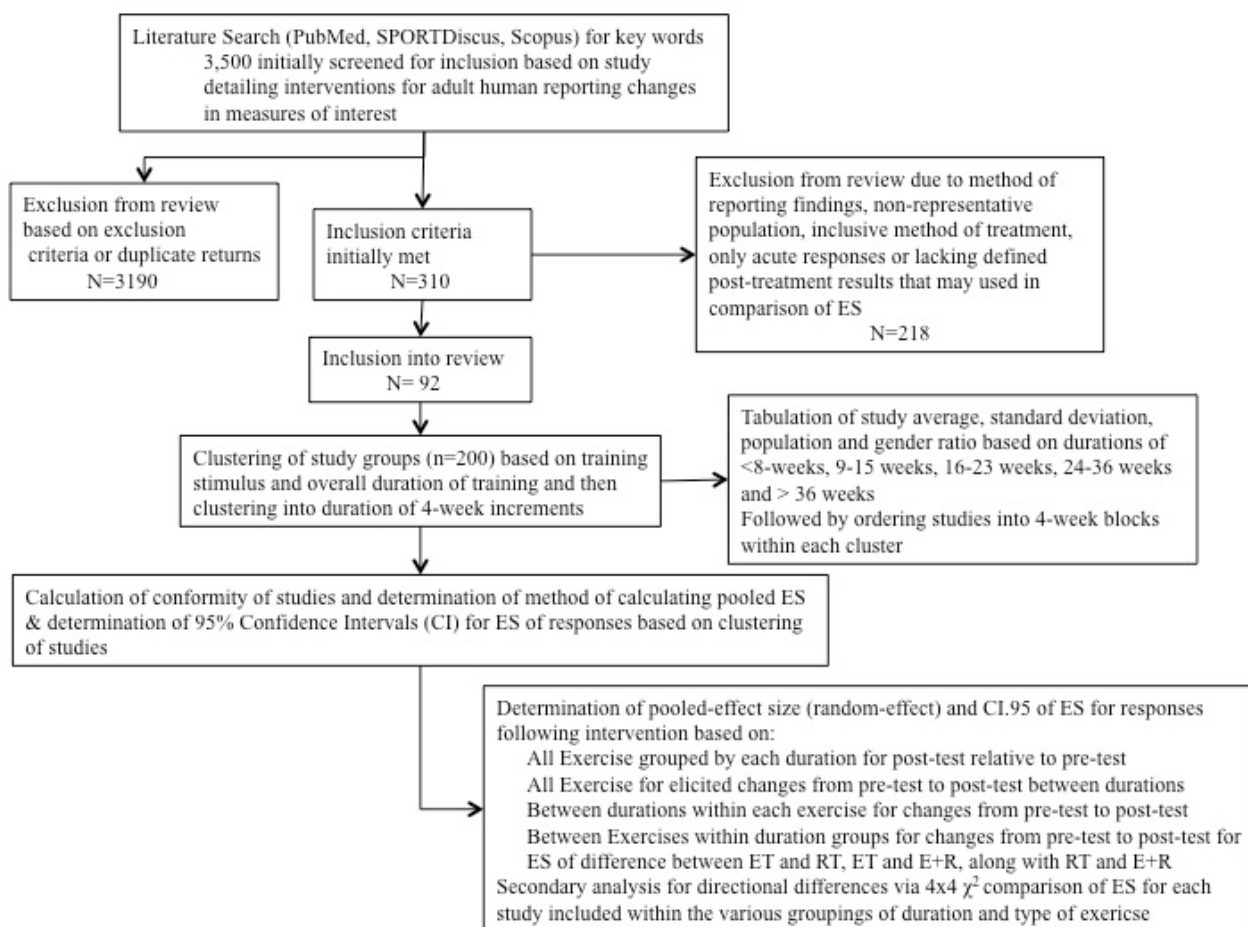 Literature Search (PubMed, SPORTDiscus, Scopus) for key words
3,500 initially screened for inclusion based on study
detailing interventions for adult human reporting changes
in measures of interest
Exclusion from review
based on exclusion
criteria or duplicate returns
N=3190
Inclusion criteria
initially met
N=310
Exclusion from review due to method of
reporting findings, non-representative
population, inclusive method of treatment,
only acute responses or lacking defined
post-treatment results that may used in
comparison of ES
N=218
Inclusion into review
N= 92
Clustering of study groups (n=200) based on training
stimulus and overall duration of training and then
clustering into duration of 4-week increments
Tabulation of study average, standard deviation,
population and gender ratio based on durations of
<8-weeks, 9-15 weeks, 16-23 weeks, 24-36 weeks
and > 36 weeks
Followed by ordering studies into 4-week blocks
within each cluster
Calculation of conformity of studies and determination of method of calculating pooled ES
& determination of 95% Confidence Intervals (CI) for ES of responses based on clustering
of studies
Determination of pooled-effect size (random-effect) and CI.95 of ES for responses
following intervention based on:
All Exercise grouped by each duration for post-test relative to pre-test
All Exercise for elicited changes from pre-test to post-test between durations
Between durations within each exercise for changes from pre-test to post-test
Between Exercises within duration groups for changes from pre-test to post-test for
ES of difference between ET and RT, ET and E+R, along with RT and E+R
Secondary analysis for directional differences via 4x4 χ² comparison of ES for each
study included within the various groupings of duration and type of exericse